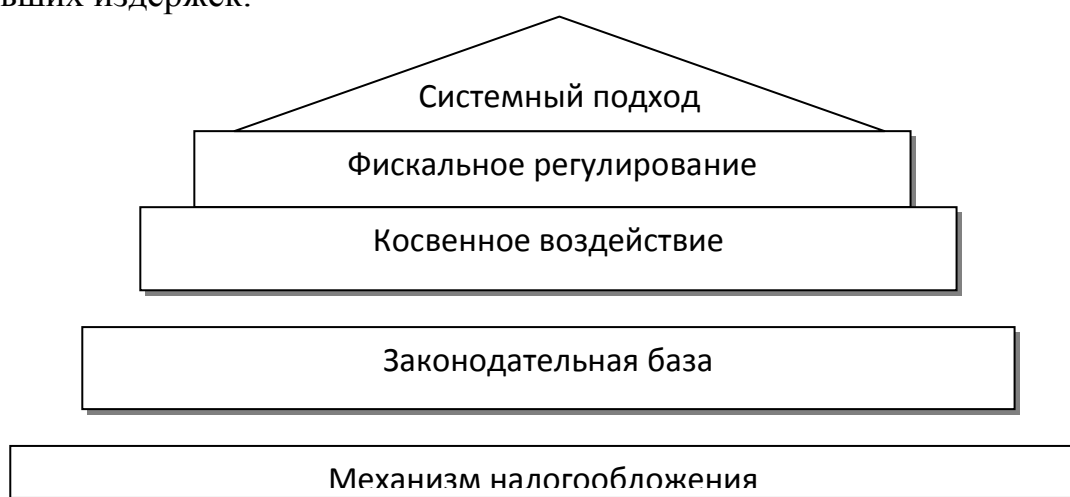 издержек.
Системный подход
Фискальное регулирование
Косвенное воздействие
Законодательная база
Механизм налогообложения